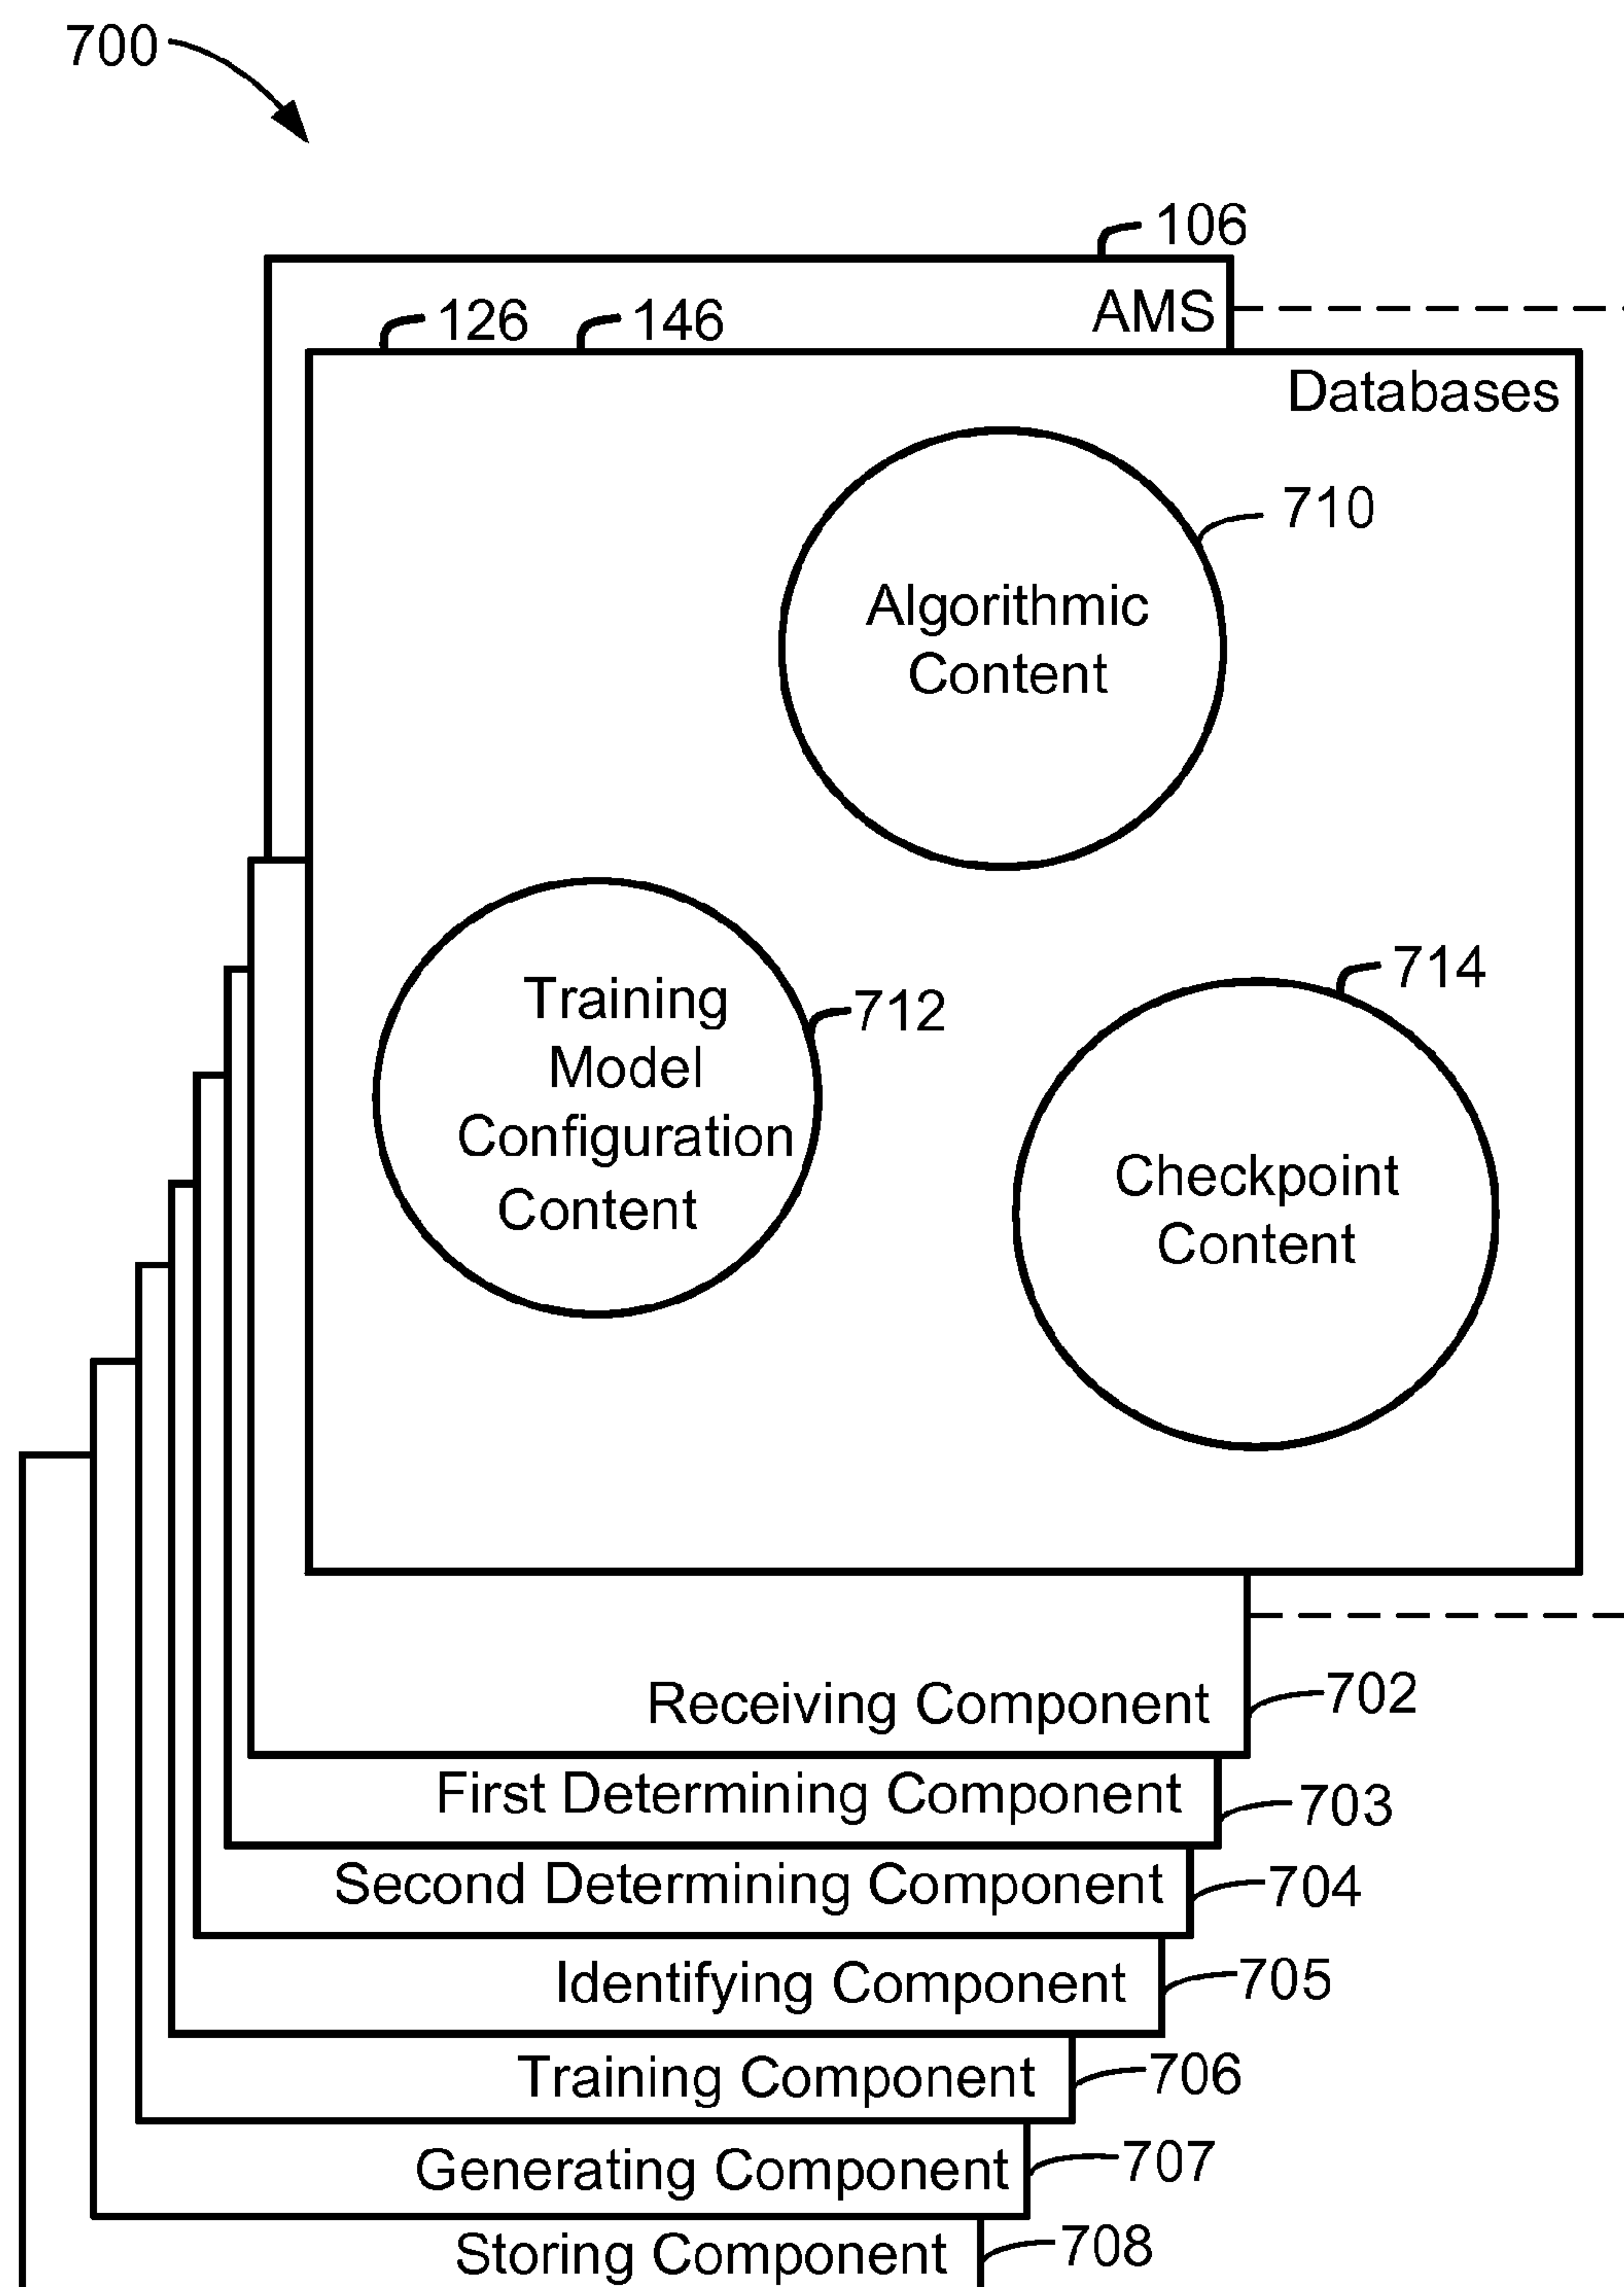 700
106
AMS
126
146
Databases
710
Algorithmic
Content
714
Training
Model
Configuration
Content
712
Checkpoint
Content
Receiving Component
702
First Determining Component
703
Second Determining Component
704
Identifying Component
705
Training Component
706
Generating Component
707
Storing Component
708